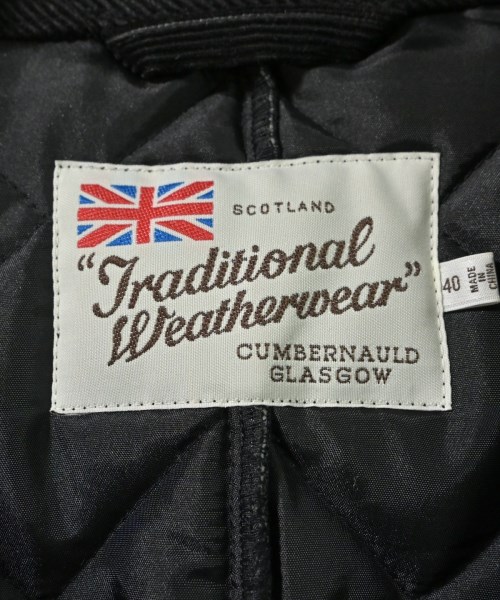 SCOTLAND
"Traditional
Weatherwear"
CUMBERNAULD
GLASGOW
40
MADE
IN
CHINA